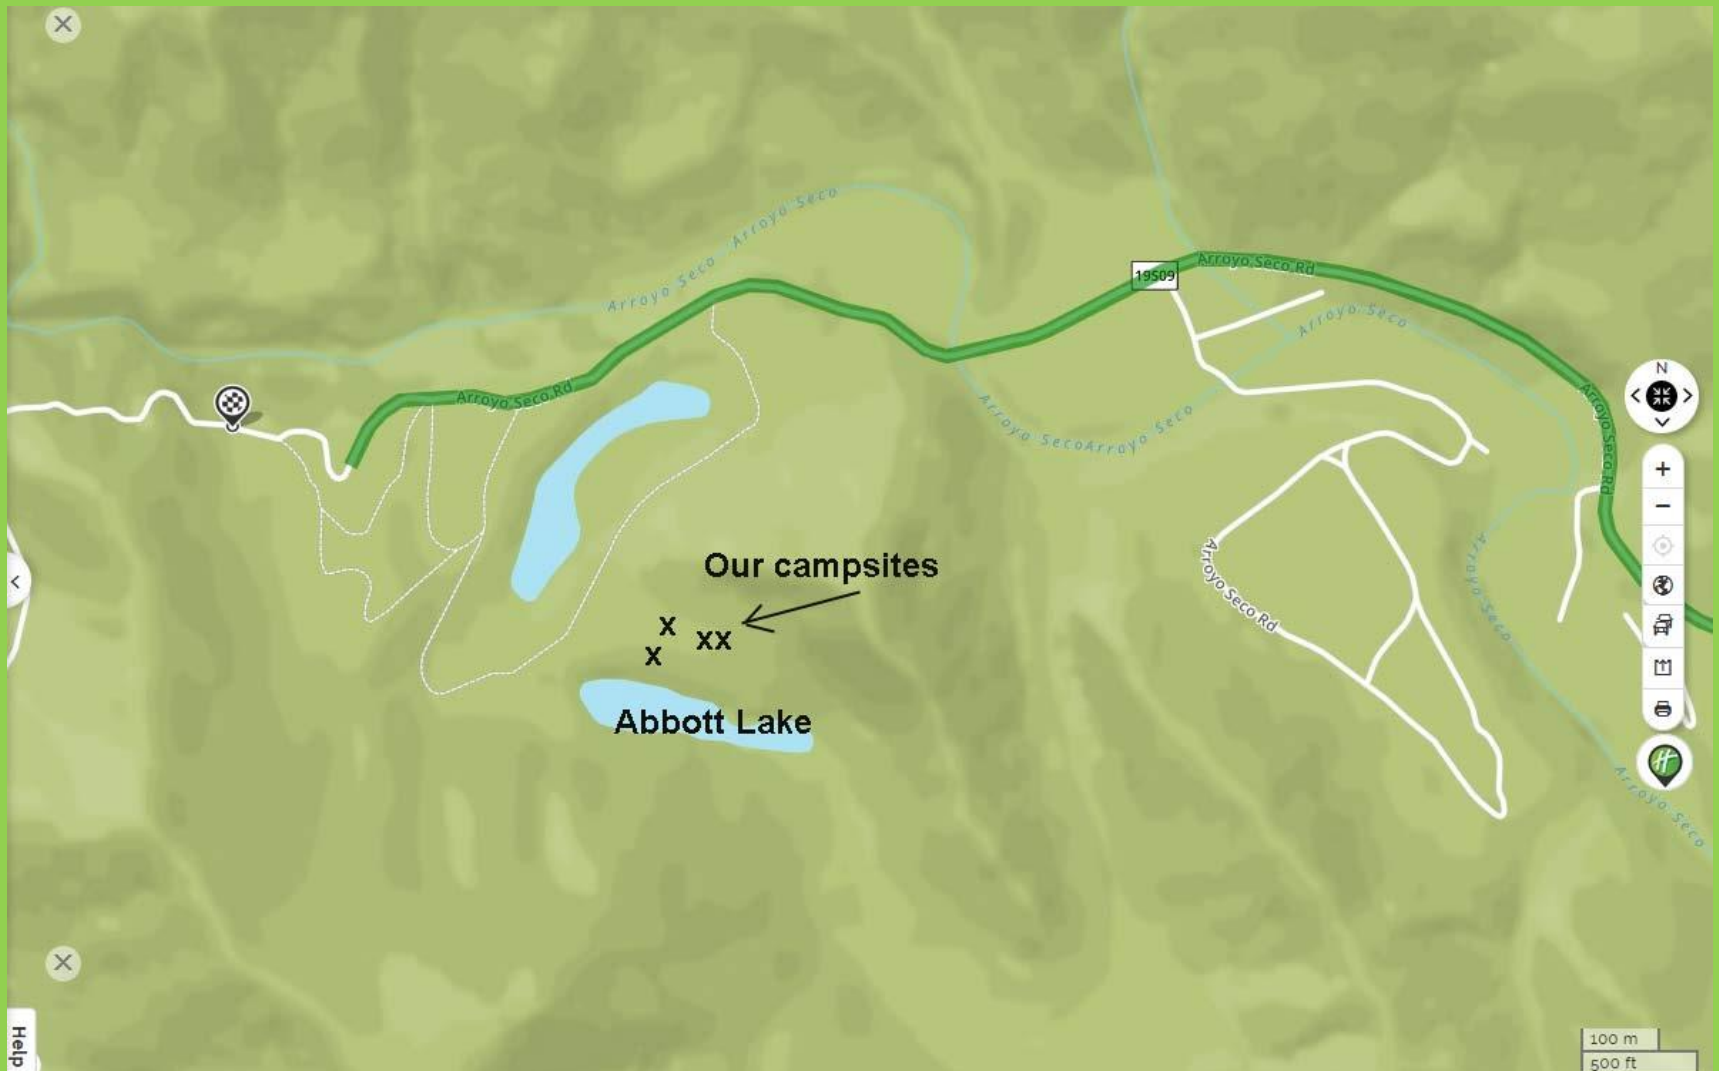 Arroyo Seco
Arroyo Seco
Arroyo Seco Rd
19S09
Arroyo Seco
Arroyo Seco Rd
Arroyo Seco Rd
Arroyo Seco
Arroyo Seco
N
Our campsites
X
XX
X
Arroyo Seco Rd
Arroyo Seco
Abbott Lake
Arroyo Seco
Help
100 m
500 ft